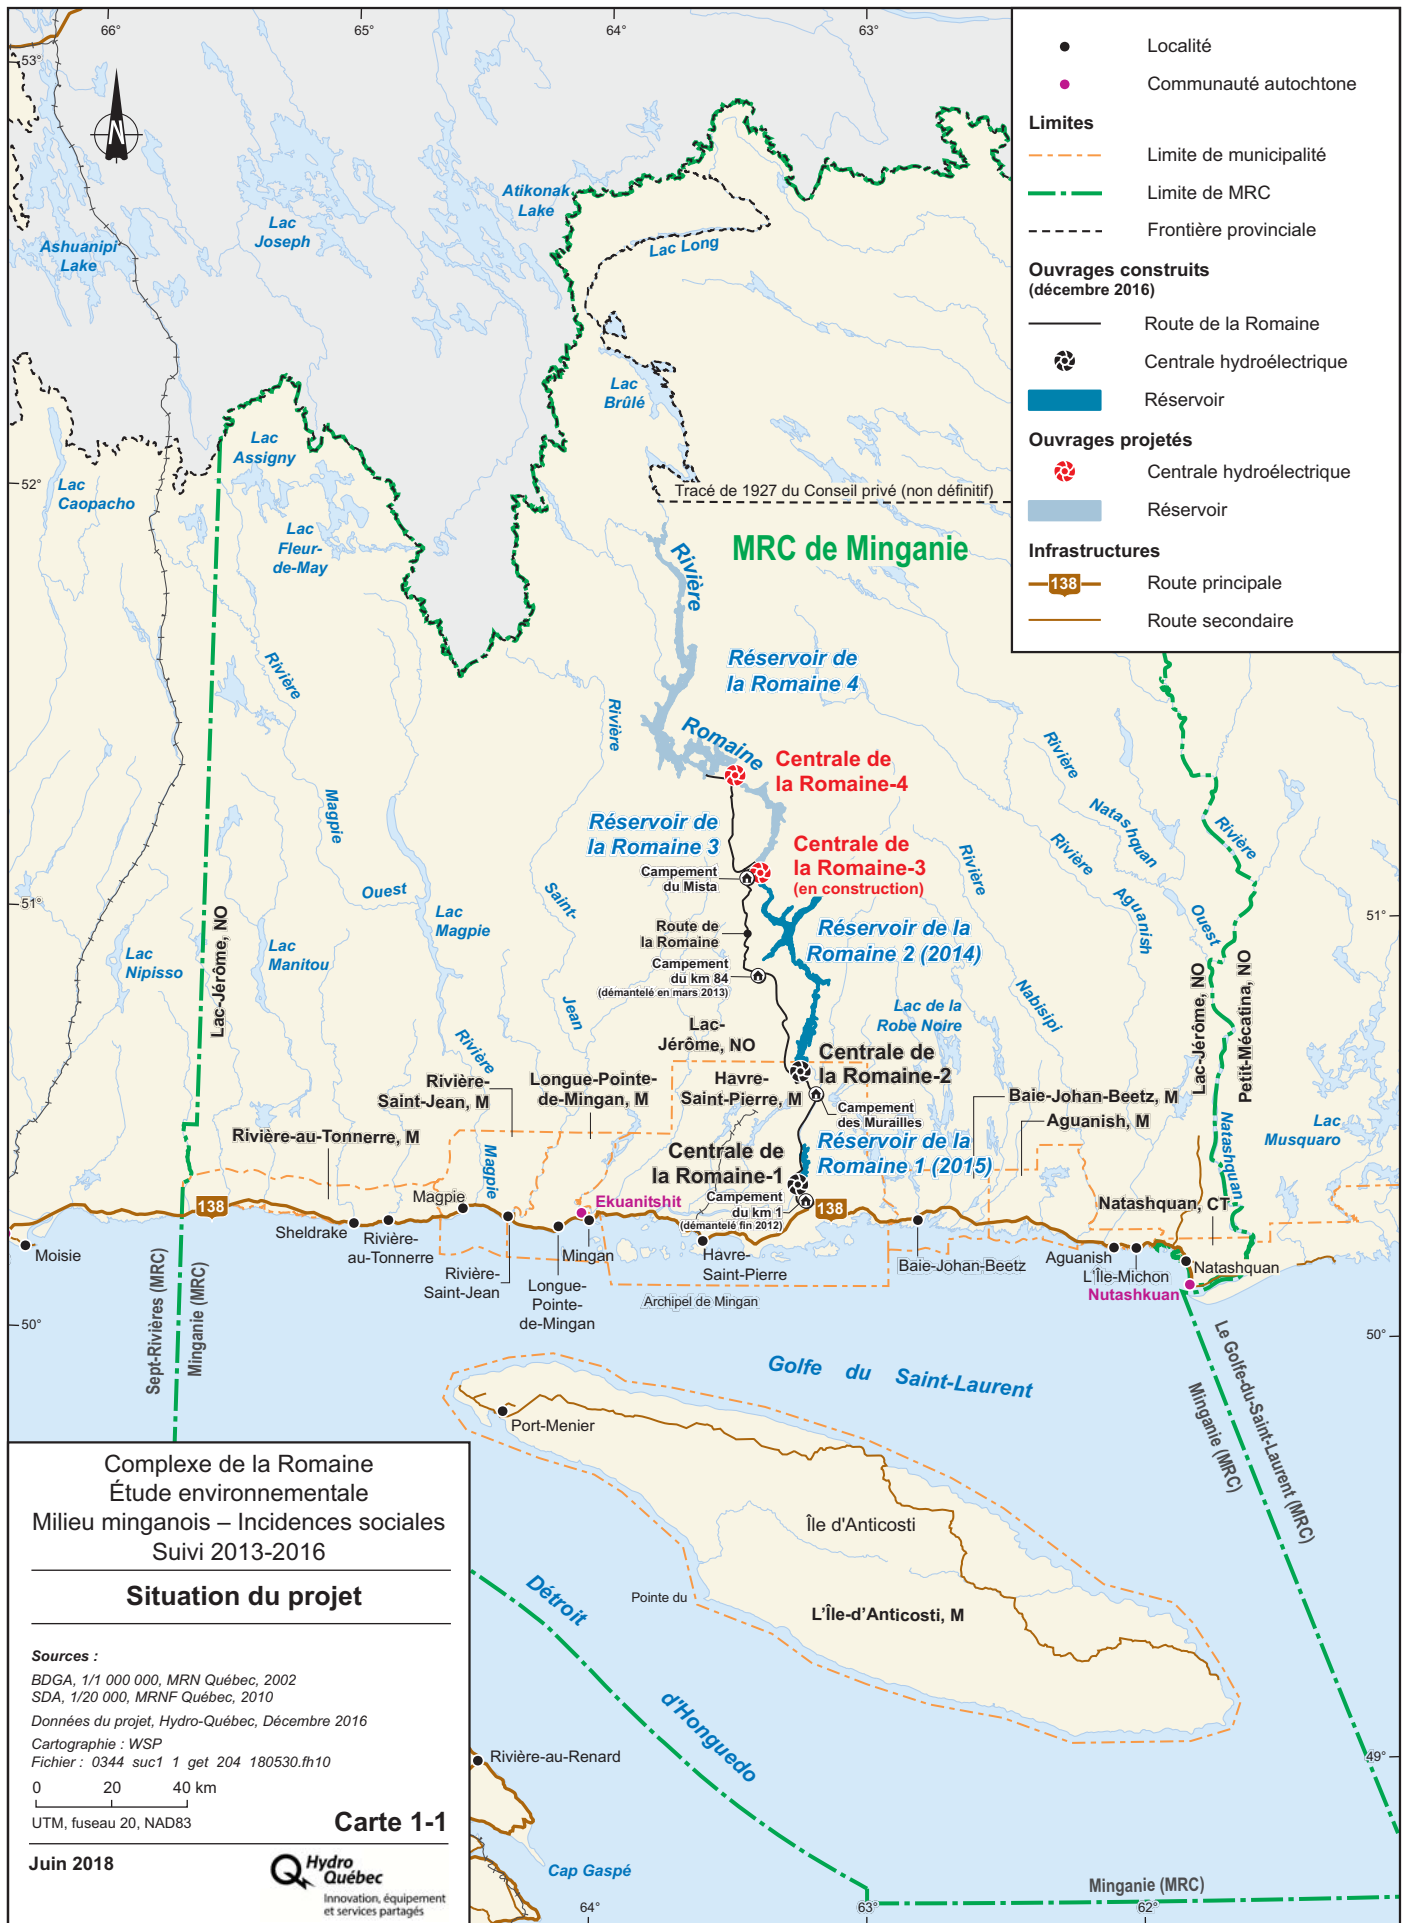 66°
65°
64°
63°
53°
Localité
Communauté autochtone
Limites
Limite de municipalité
Limite de MRC
Frontière provinciale
Ouvrages construits
(décembre 2016)
Route de la Romaine
Centrale hydroélectrique
Réservoir
Ouvrages projetés
Centrale hydroélectrique
Réservoir
Infrastructures
138
Route principale
Route secondaire
N
Atikonak
Lake
Lac
Joseph
Ashuanipi
Lake
Lac Long
Lac
Brûlé
Lac
Assigny
52°
Lac
Caopacho
Tracé de 1927 du Conseil privé (non définitif)
Lac
Fleur-
de-May
MRC de Minganie
Rivière
Réservoir de
la Romaine 4
Rivière
Rivière
Romaine
Rivière
Centrale de
la Romaine-4
Magpie
Natashquan
Rivière
Réservoir de
la Romaine 3
Centrale de
la Romaine-3
(en construction)
Rivière
Rivière
Campement
du Mista
Ouest
Saint-
Aguanish
51°
Lac
Magpie
Ouest
51°
Lac-Jérôme, NO
Route de
la Romaine
Réservoir de la
Romaine 2 (2014)
Lac
Nipisso
Lac
Manitou
Campement
du km 84
(démantelé en mars 2013)
Lac-Jérôme, NO
Petit-Mécatina, NO
Jean
Lac de la
Robe Noire
Nabisipi
Lac-
Jérôme, NO
Rivière
Centrale de
la Romaine-2
Rivière-
Saint-Jean, M
Longue-Pointe-
de-Mingan, M
Havre-
Saint-Pierre, M
Baie-Johan-Beetz, M
Campement
des Murailles
Aguanish, M
Lac
Musquaro
Rivière-au-Tonnerre, M
Magpie
Centrale de
la Romaine-1
Réservoir de la
Romaine 1 (2015)
Natashquan
138
Magpie
Ekuanitshit
Campement
du km 1
(démantelé fin 2012)
138
Natashquan, CT
Moisie
Sheldrake
Rivière-
au-Tonnerre
Rivière-
Saint-Jean
Longue-
Pointe-
de-Mingan
Mingan
Havre-
Saint-Pierre
Baie-Johan-Beetz
Aguanish
L'Île-Michon
Natashquan
Nutashkuan
Archipel de Mingan
50°
50°
Sept-Rivières (MRC)
Minganie (MRC)
Golfe du Saint-Laurent
Le Golfe-du-Saint-Laurent (MRC)
Minganie (MRC)
Port-Menier
Île d'Anticosti
L'Île-d'Anticosti, M
Pointe du
Détroit
d'Honguedo
49°
Rivière-au-Renard
Cap Gaspé
Minganie (MRC)
64°
63°
62°
Complexe de la Romaine
Étude environnementale
Milieu minganois – Incidences sociales
Suivi 2013-2016
Situation du projet
Sources :
BDGA, 1/1 000 000, MRN Québec, 2002
SDA, 1/20 000, MRNF Québec, 2010
Données du projet, Hydro-Québec, Décembre 2016
Cartographie : WSP
Fichier : 0344 suc1 1 get 204 180530.fh10
0 20 40 km
UTM, fuseau 20, NAD83
Carte 1-1
Juin 2018
Hydro
Québec
Innovation, équipement
et services partagés